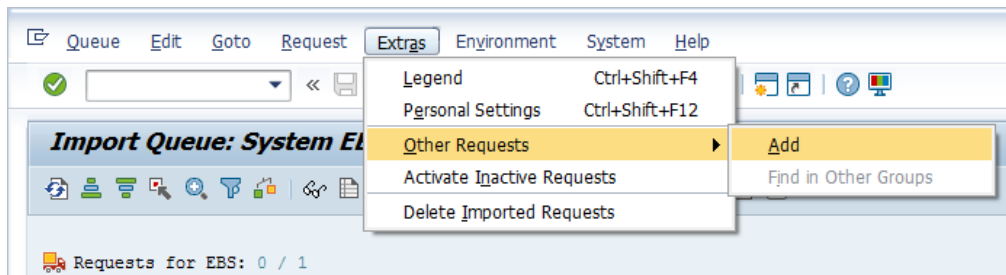 Queue Edit Goto Request Extras Environment System Help
«
Legend Ctrl+Shift+F4
Personal Settings Ctrl+Shift+F12
Import Queue: System
Other Requests Add
Activate Inactive Requests Find in Other Groups
Delete Imported Requests
Requests for EBS: 0 / 1